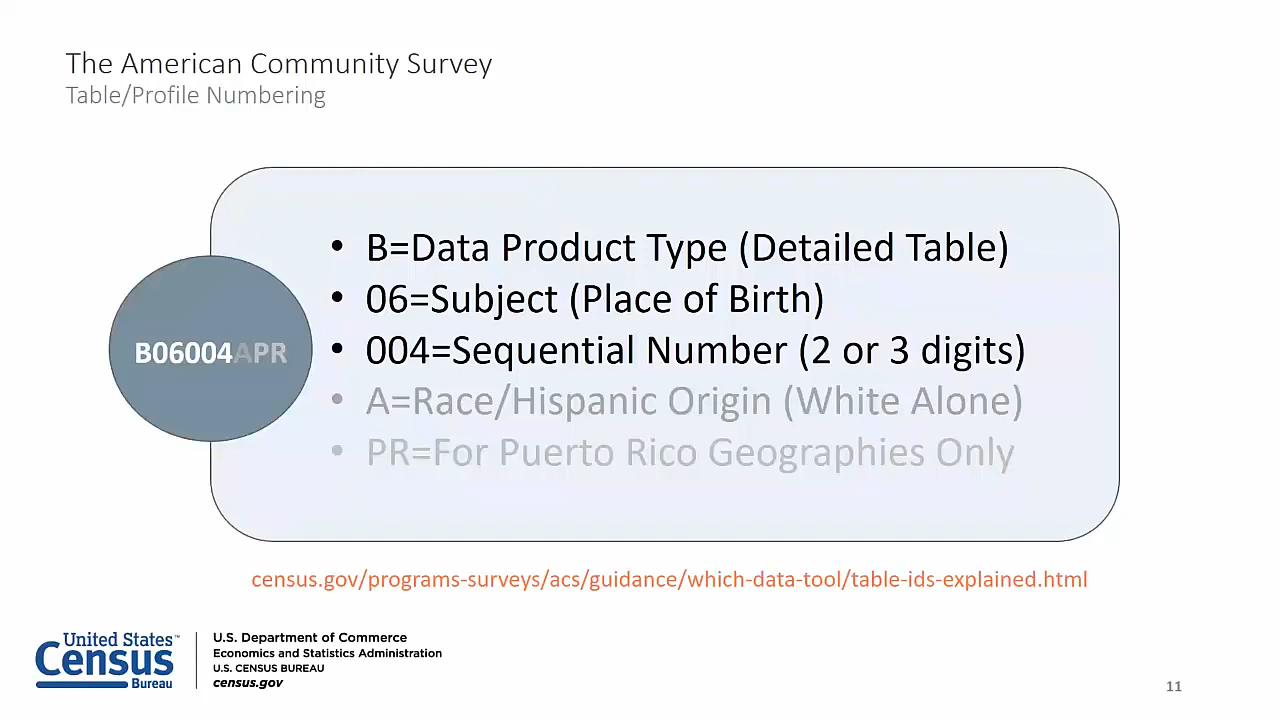 The American Community Survey
Table/Profile Numbering
B06004APR
• B=Data Product Type (Detailed Table)
• 06=Subject (Place of Birth)
• 004=Sequential Number (2 or 3 digits)
• A=Race/Hispanic Origin (White Alone)
• PR=For Puerto Rico Geographies Only
census.gov/programs-surveys/acs/guidance/which-data-tool/table-ids-explained.html
United States™
Census
Bureau
U.S. Department of Commerce
Economics and Statistics Administration
U.S. CENSUS BUREAU
census.gov
11